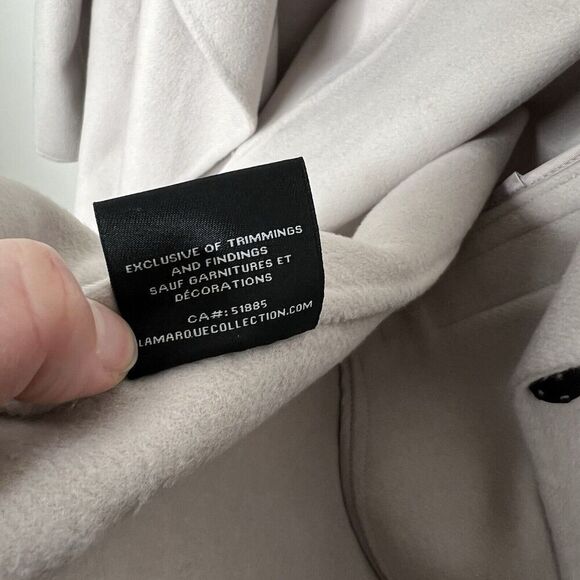 EXCLUSIVE OF TRIMMINGS
AND FINDINGS
SAUF GARNITURES ET
DÉCORATIONS
CA#:51885
LAMARQUECOLLECTION.COM